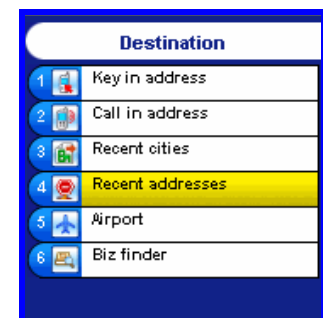 Destination
1 Key in address
2 Call in address
3 Recent cities
4 Recent addresses
5 Airport
6 Biz finder